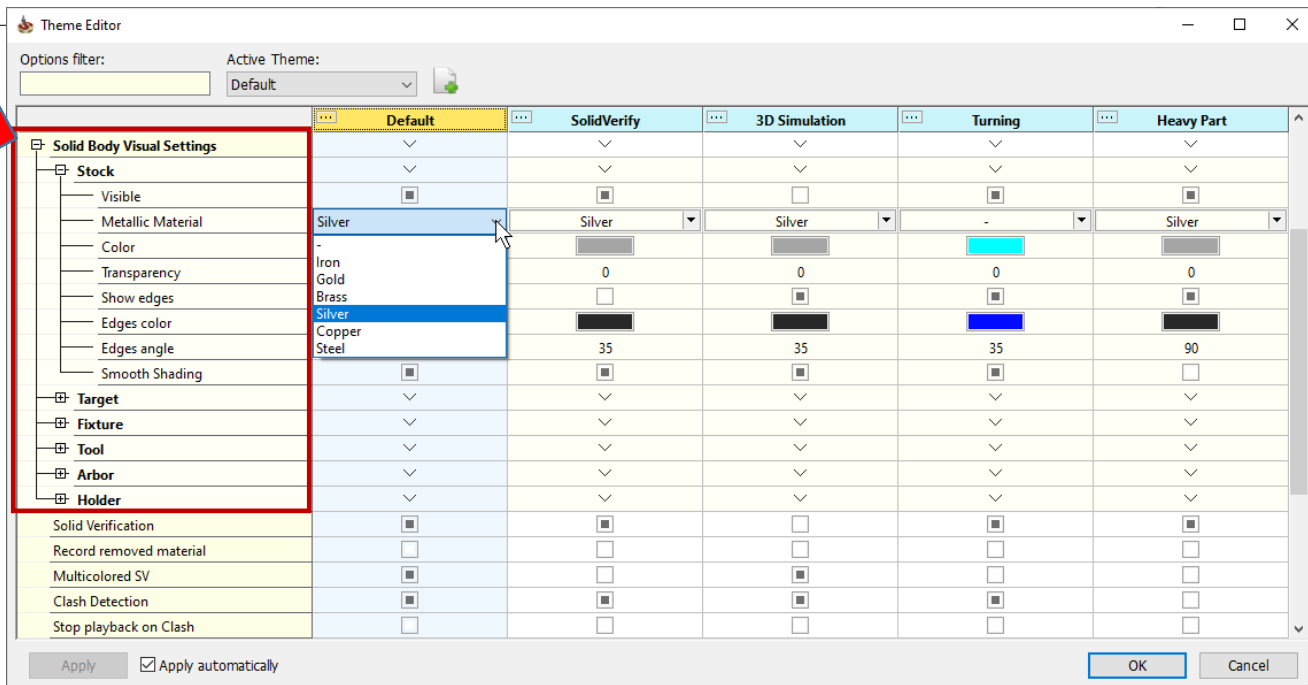 Theme Editor
Options filter: Active Theme:
Default
Default SolidVerify 3D Simulation Turning Heavy Part
Solid Body Visual Settings
Stock
Visible
Metallic Material Silver Silver Silver - Silver
Color -
Iron
Transparency 0 0 0 0
Gold
Show edges Brass
Silver
Edges color
Copper
Edges angle Steel 35 35 35 90
Smooth Shading
Target
Fixture
Tool
Arbor
Holder
Solid Verification
Record removed material
Multicolored SV
Clash Detection
Stop playback on Clash
Apply Apply automatically OK Cancel